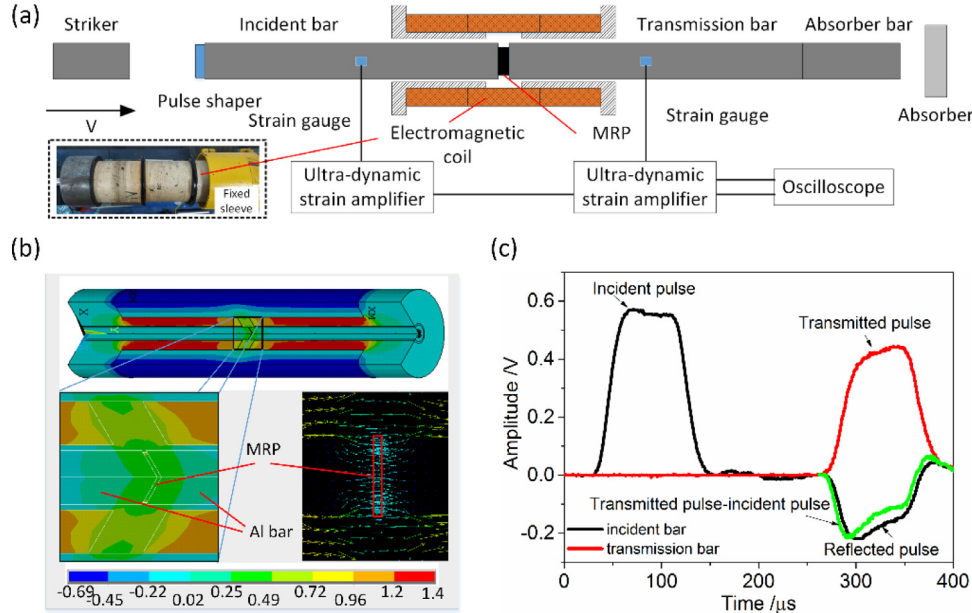 (a)
Striker
Incident bar
Transmission bar
Absorber bar
Pulse shaper
V
Strain gauge
Electromagnetic
coil
MRP
Strain gauge
Absorber
Fixed
sleeve
Ultra-dynamic
strain amplifier
Ultra-dynamic
strain amplifier
Oscilloscope
(b)
X
MX
MRP
Al bar
-0.69
-0.45
-0.22
0.02
0.25
0.49
0.72
0.96
1.2
1.4
(c)
Amplitude /V
0.6
0.4
0.2
0.0
-0.2
Incident pulse
Transmitted pulse
Transmitted pulse-incident pulse
incident bar
transmission bar
Reflected pulse
0
100
200
300
400
Time /μs